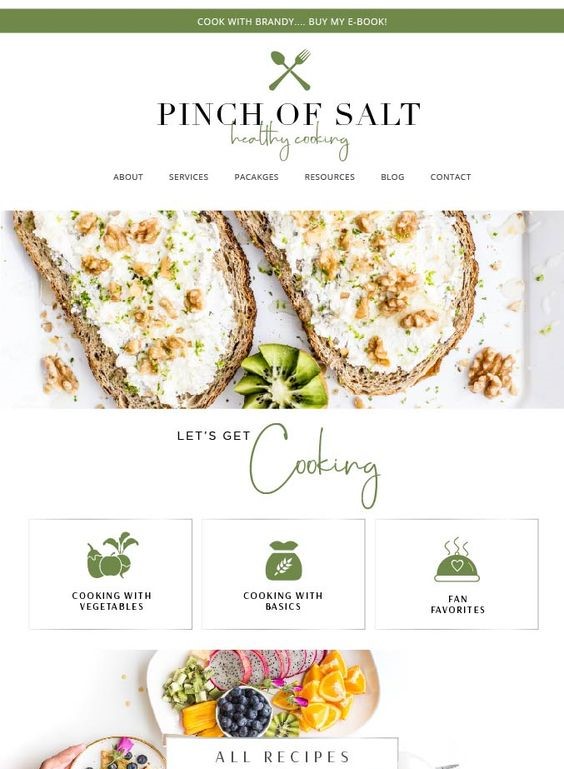 COOK WITH BRANDY.... BUY MY E-BOOK!
PINCH OF SALT
healthy cooking
ABOUT SERVICES PACAKGES RESOURCES BLOG CONTACT
LET'S GET
Cooking
COOKING WITH
VEGETABLES
COOKING WITH
BASICS
FAN
FAVORITES
ALL RECIPES